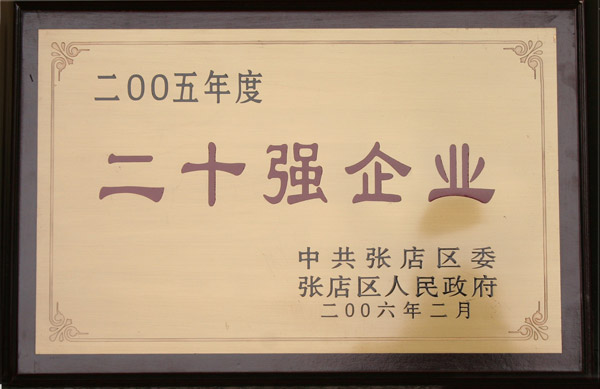 二00五年度
二十强企业
中共张店区委
张店区人民政府
二00六年二月